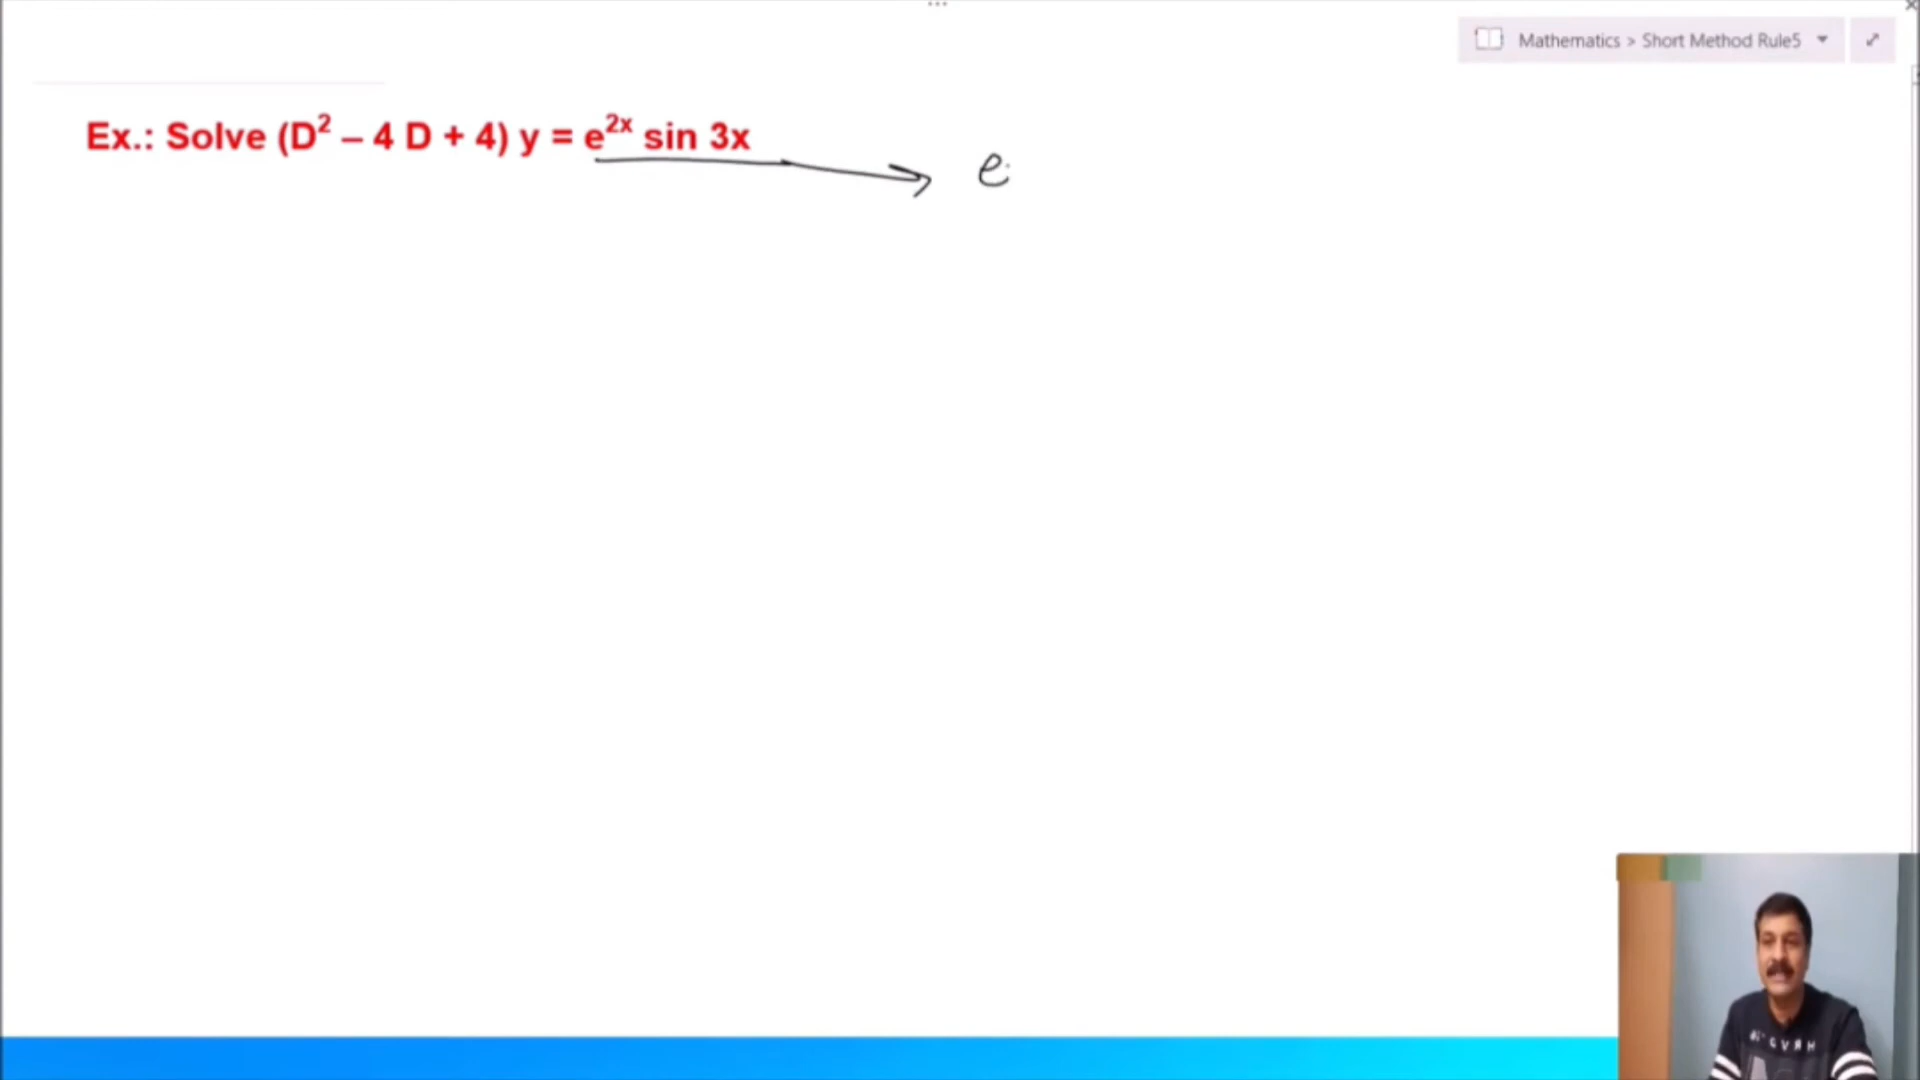 Mathematics > Short Method Rule5
Ex.: Solve (D² – 4 D + 4) y = e²ˣ sin 3x
e